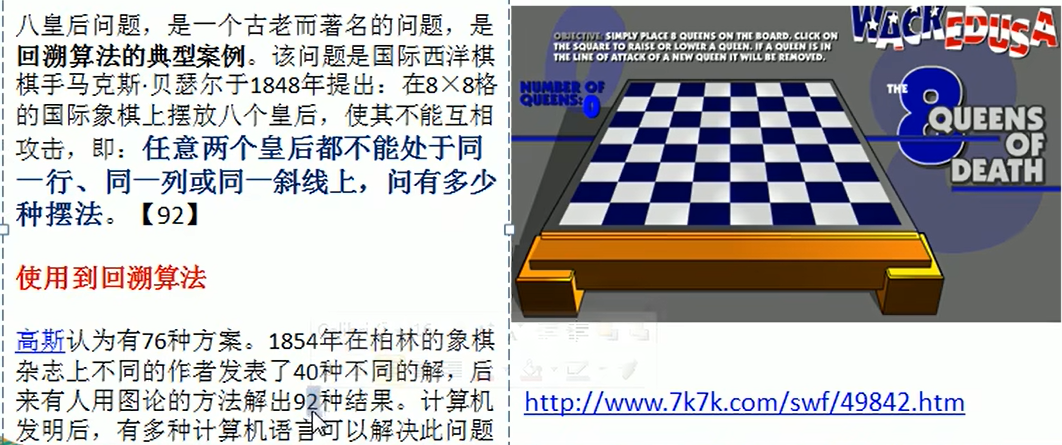 八皇后问题，是一个古老而著名的问题，是
回溯算法的典型案例。该问题是国际西洋棋
棋手马克斯·贝瑟尔于1848年提出：在8×8格
的国际象棋上摆放八个皇后，使其不能互相
攻击，即：任意两个皇后都不能处于同
一行、同一列或同一斜线上，问有多少
种摆法。【92】
使用到回溯算法
高斯认为有76种方案。1854年在柏林的象棋
杂志上不同的作者发表了40种不同的解，后
来有人用图论的方法解出92种结果。计算机
发明后，有多种计算机语言可以解决此问题
WACKEDUSA
OBJECTIVE: SIMPLY PLACE 8 QUEENS ON THE BOARD. CLICK ON
THE SQUARE TO RAISE OR LOWER A QUEEN. IF A QUEEN IS IN
THE LINE OF ATTACK OF A NEW QUEEN IT WILL BE REMOVED.
NUMBER OF
QUEENS:0
THE
8 QUEENS
OF
DEATH
http://www.7k7k.com/swf/49842.htm